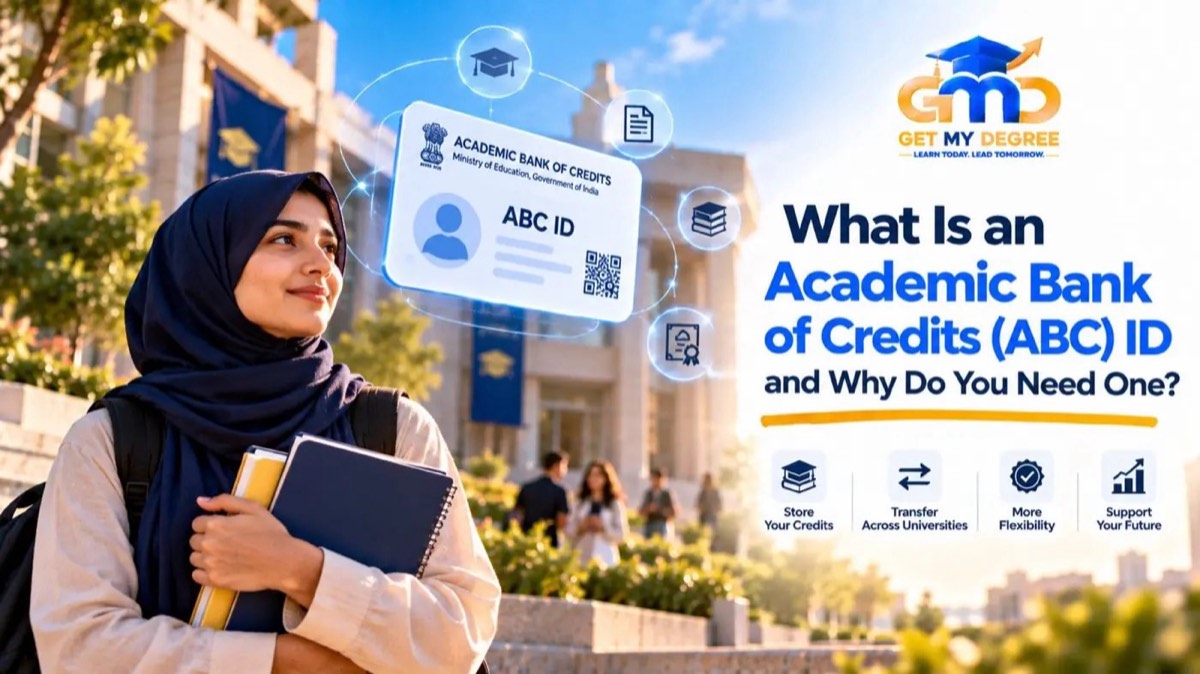 ACADEMIC BANK OF CREDITS
Ministry of Education, Government of India
ABC ID
GMD
GET MY DEGREE
LEARN TODAY. LEAD TOMORROW.
What Is an
Academic Bank
of Credits (ABC) ID
and Why Do You Need One?
Store
Your Credits
Transfer
Across Universities
More
Flexibility
Support
Your Future